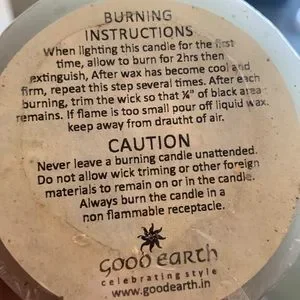 BURNING
INSTRUCTIONS
When lighting this candle for the first
time, allow to burn for 2hrs then
extinguish, After wax has become cool and
firm, repeat this step several times. After each
burning, trim the wick so that ¼" of black area
remains. If flame is too small pour off liquid wax.
keep away from drautht of air.
CAUTION
Never leave a burning candle unattended.
Do not allow wick triming or other foreign
materials to remain on or in the candle.
Always burn the candle in a
non flammable receptacle.
GOOD EARTH
celebrating style
www.goodearth.in